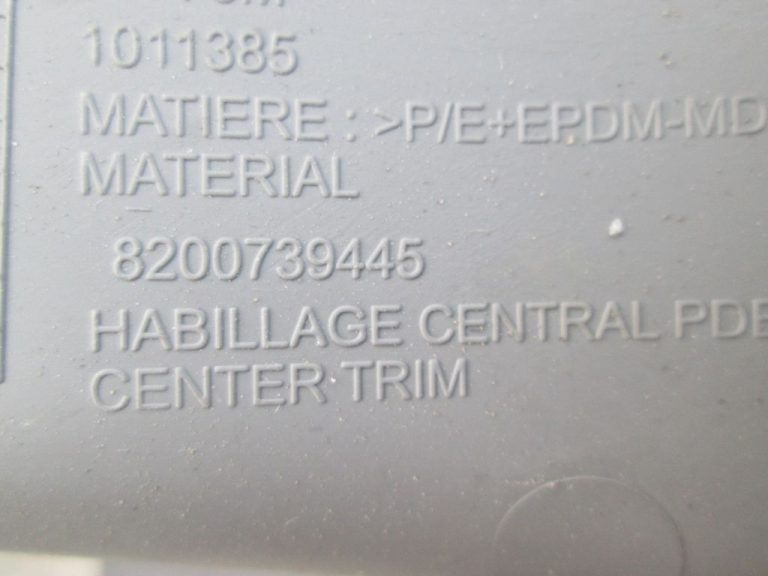 1011385
MATIERE : >P/E+EPDM-MD
MATERIAL
8200739445
HABILLAGE CENTRAL PDB
CENTER TRIM